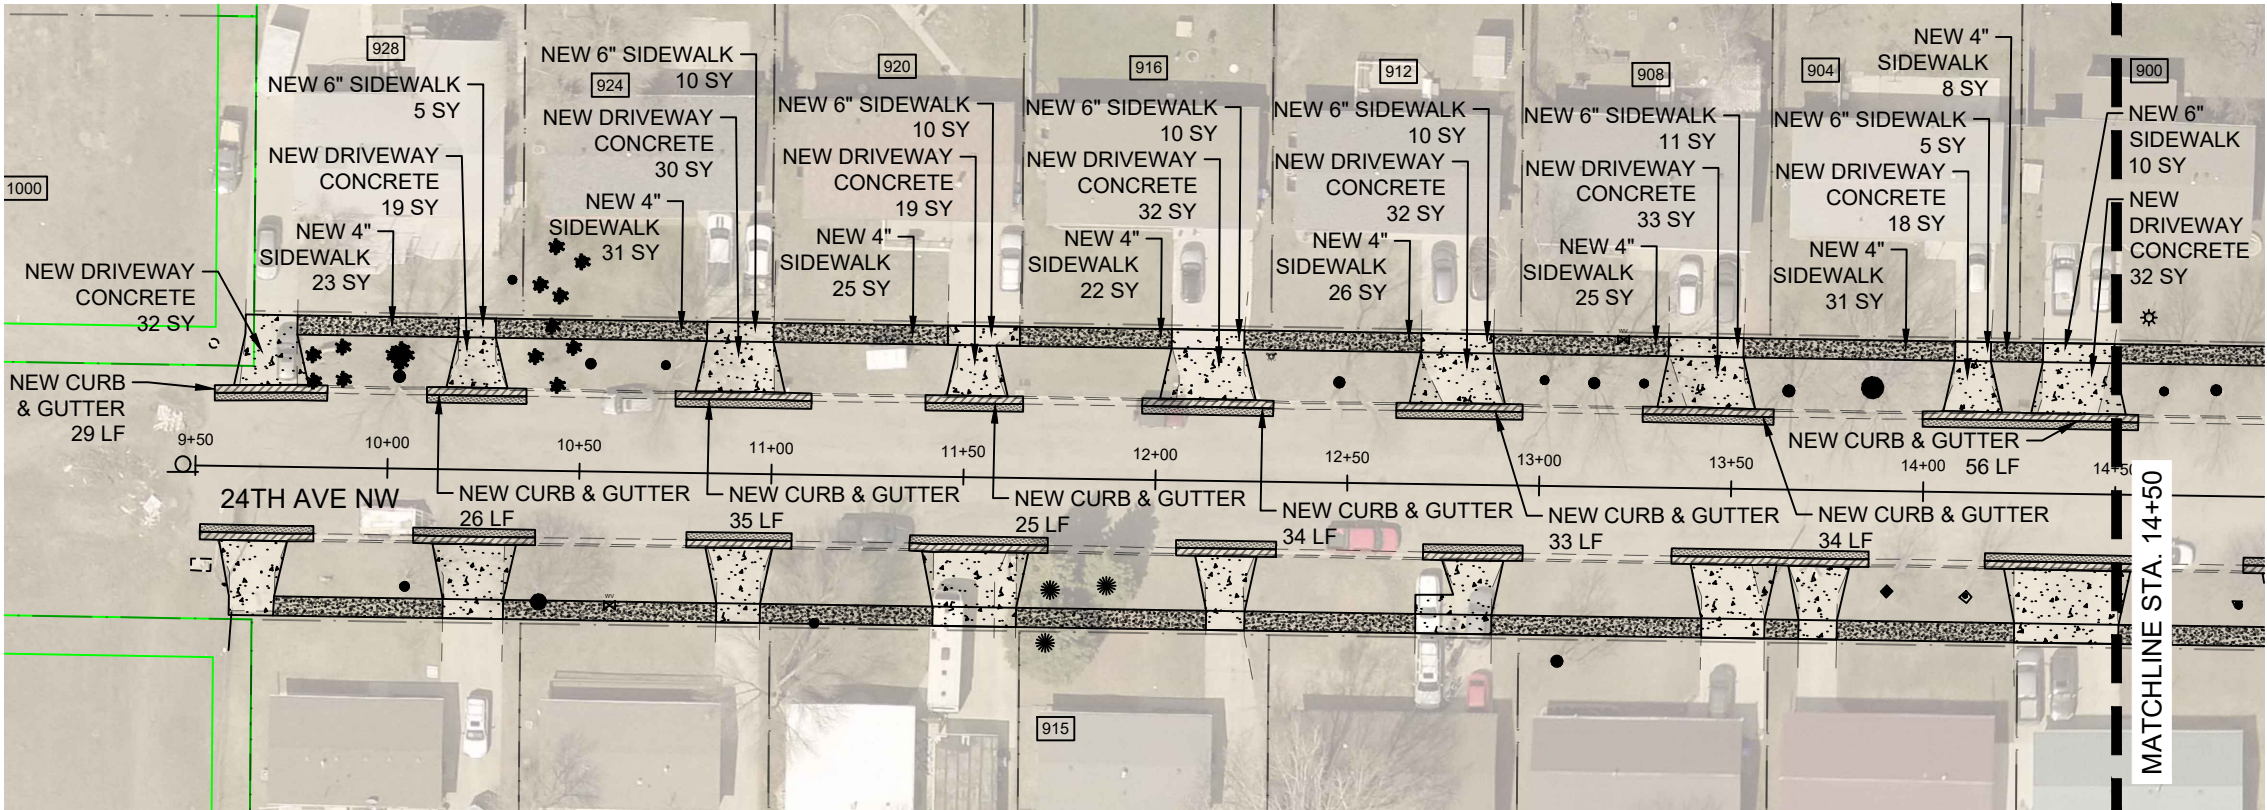 928
NEW 6" SIDEWALK
5 SY
NEW DRIVEWAY
CONCRETE
19 SY
NEW 4"
SIDEWALK
23 SY
1000
NEW DRIVEWAY
CONCRETE
32 SY
NEW CURB
& GUTTER
29 LF
NEW 6" SIDEWALK
10 SY
924
NEW DRIVEWAY
CONCRETE
30 SY
NEW 4"
SIDEWALK
31 SY
920
NEW 6" SIDEWALK
10 SY
NEW DRIVEWAY
CONCRETE
19 SY
NEW 4"
SIDEWALK
25 SY
916
NEW 6" SIDEWALK
10 SY
NEW DRIVEWAY
CONCRETE
32 SY
NEW 4"
SIDEWALK
22 SY
912
NEW 6" SIDEWALK
10 SY
NEW DRIVEWAY
CONCRETE
32 SY
NEW 4"
SIDEWALK
26 SY
908
NEW 6" SIDEWALK
11 SY
NEW DRIVEWAY
CONCRETE
33 SY
NEW 4"
SIDEWALK
25 SY
NEW 4"
SIDEWALK
8 SY
904
NEW 6" SIDEWALK
5 SY
NEW DRIVEWAY
CONCRETE
18 SY
NEW 4"
SIDEWALK
31 SY
900
NEW 6"
SIDEWALK
10 SY
NEW
DRIVEWAY
CONCRETE
32 SY
WV
9+50 10+00 10+50 11+00 11+50 12+00 12+50 13+00 13+50 14+00 14+50
NEW CURB & GUTTER
56 LF
24TH AVE NW
NEW CURB & GUTTER
26 LF
NEW CURB & GUTTER
35 LF
NEW CURB & GUTTER
25 LF
NEW CURB & GUTTER
34 LF
NEW CURB & GUTTER
33 LF
NEW CURB & GUTTER
34 LF
WV
915
MATCHLINE STA. 14+50